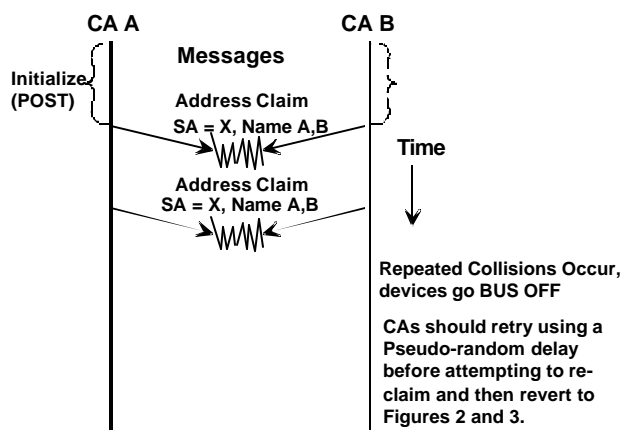 CA A
CA B
Messages
Initialize
(POST)
Address Claim
SA = X, Name A,B
Time
Address Claim
SA = X, Name A,B
Repeated Collisions Occur,
devices go BUS OFF
CAs should retry using a
Pseudo-random delay
before attempting to re-
claim and then revert to
Figures 2 and 3.